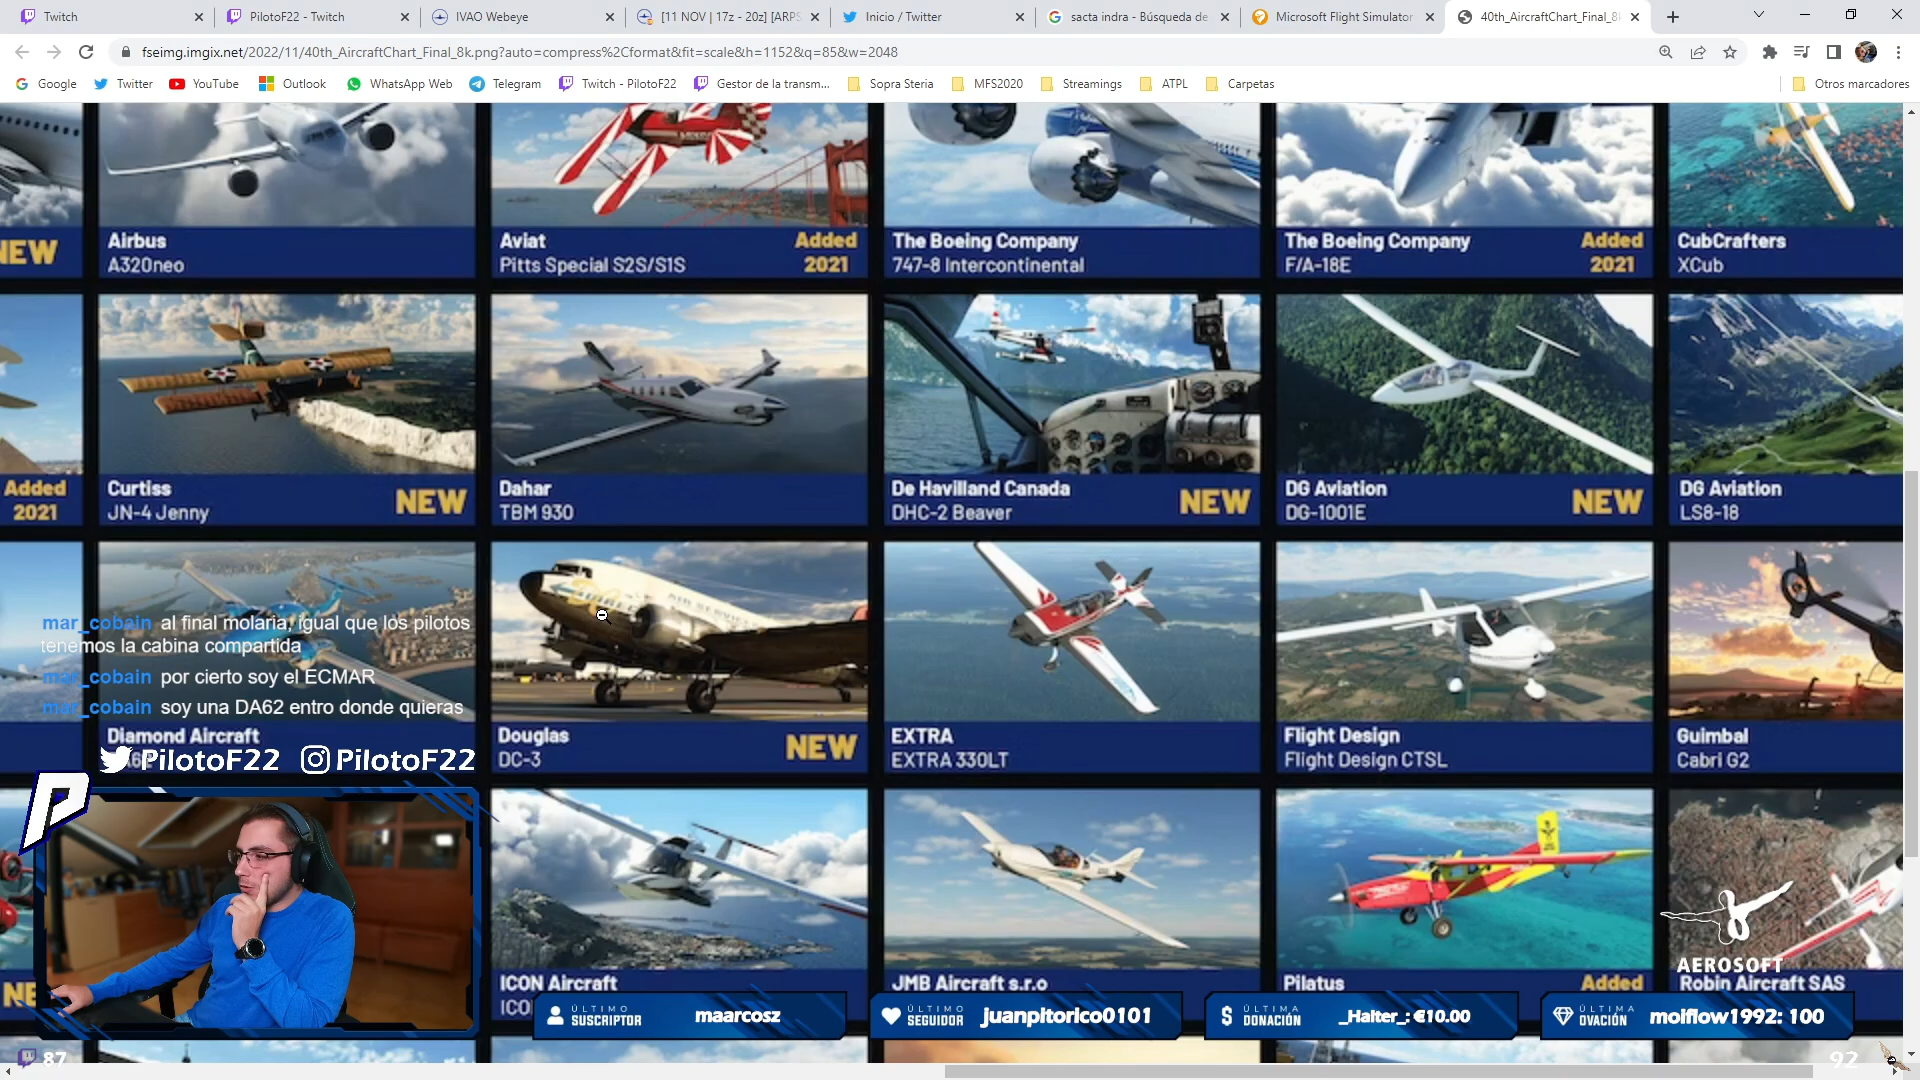 Twitch
PilotoF22 - Twitch
IVAO Webeye
[11 NOV | 17z - 20z] [ARPS
Inicio / Twitter
sacta indra - Búsqueda de
Microsoft Flight Simulator
40th_AircraftChart_Final_8
fseimg.imgix.net/2022/11/40th_AircraftChart_Final_8k.png?auto=compress%2Cformat&fit=scale&h=1152&q=85&w=2048
Google
Twitter
YouTube
Outlook
WhatsApp Web
Telegram
Twitch - PilotoF22
Gestor de la transm...
Sopra Steria
MFS2020
Streamings
ATPL
Carpetas
Otros marcadores
NEW
Airbus
A320neo
Aviat
Pitts Special S2S/S1S
Added
2021
The Boeing Company
747-8 Intercontinental
The Boeing Company
F/A-18E
Added
2021
CubCrafters
XCub
Added
2021
Curtiss
JN-4 Jenny
NEW
Dahar
TBM 930
De Havilland Canada
DHC-2 Beaver
NEW
DG Aviation
DG-1001E
NEW
DG Aviation
LS8-18
mar_cobain al final molaria, igual que los pilotos
tenemos la cabina compartida
mar_cobain por cierto soy el ECMAR
mar_cobain soy una DA62 entro donde quieras
Diamond Aircraft
Douglas
DC-3
NEW
EXTRA
EXTRA 330LT
Flight Design
Flight Design CTSL
Guimbal
Cabri G2
PilotoF22
PilotoF22
P
NE
ICON Aircraft
ICO
JMB Aircraft s.r.o
Pilatus
Added
AEROSOFT
Robin Aircraft SAS
ÚLTIMO
SUSCRIPTOR
maarcosz
ÚLTIMO
SEGUIDOR
juanpitorico0101
ÚLTIMA
DONACIÓN
_Halter_: €10.00
ÚLTIMA
OVACIÓN
moiflow1992: 100
87
92